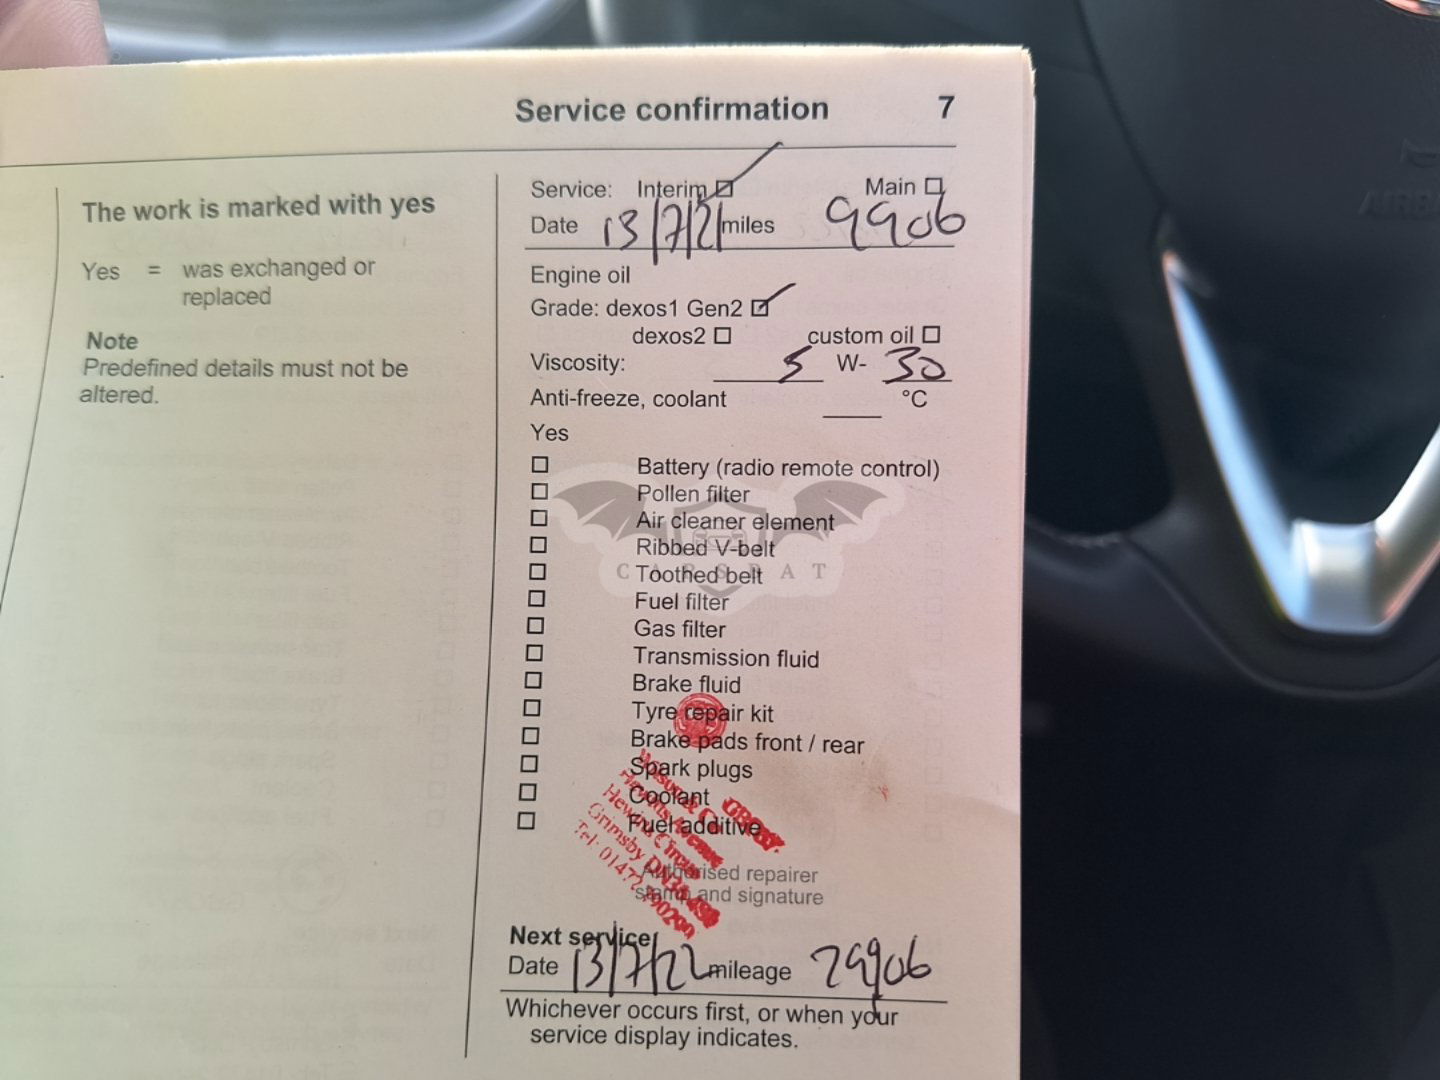 Service confirmation 7
The work is marked with yes
Yes = was exchanged or
replaced
Note
Predefined details must not be
altered.
Service: Interim Main
Date 13/7/21 miles 9906
Engine oil
Grade: dexos1 Gen2
dexos2 custom oil
Viscosity: 5 W- 30
Anti-freeze, coolant °C
Yes
Battery (radio remote control)
Pollen filter
Air cleaner element
Ribbed V-belt
CARSBAT
Toothed belt
Fuel filter
Gas filter
Transmission fluid
Brake fluid
Tyre repair kit
Brake pads front / rear
Spark plugs
Coolant
Fuel additive
Hewitts Circus
Grimsby
Tel: 01472
Authorised repairer
stamp and signature
Next service
Date 13/7/22 mileage 29906
Whichever occurs first, or when your
service display indicates.